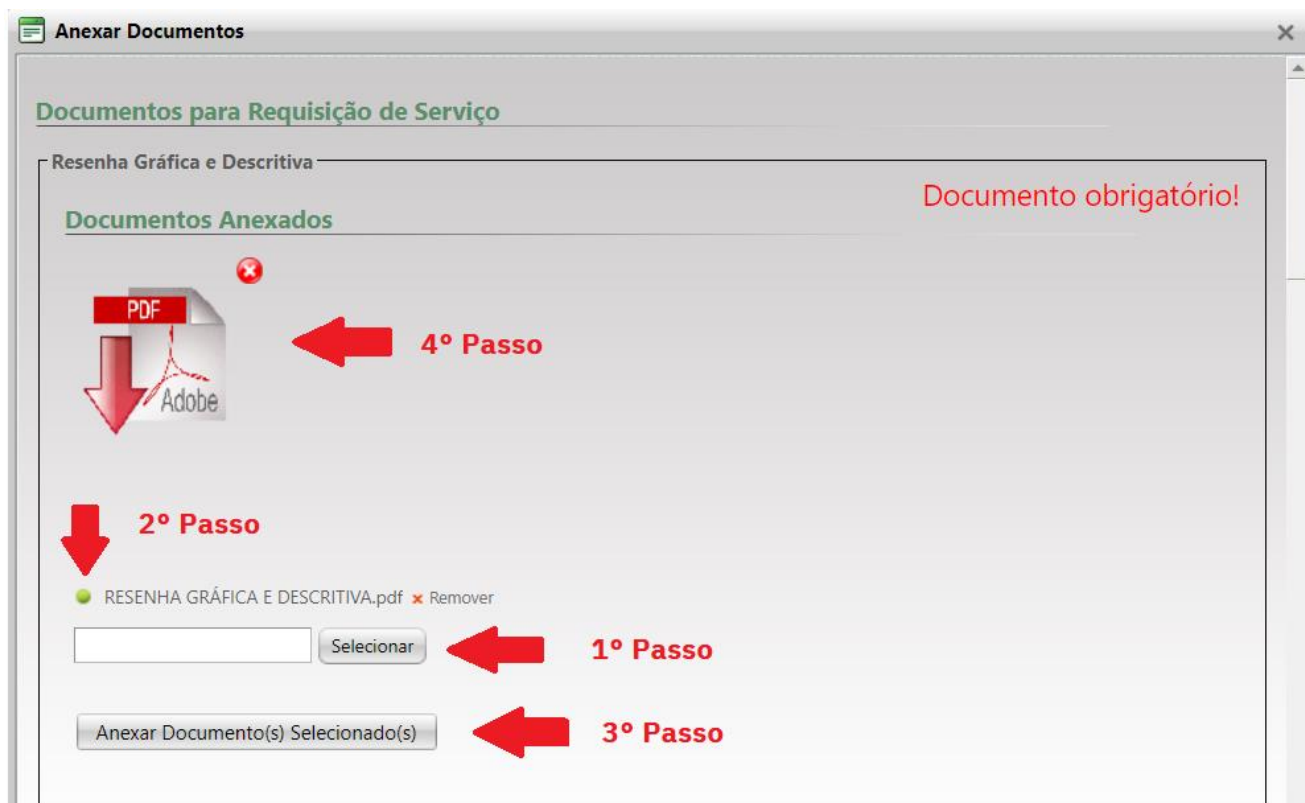 Anexar Documentos
Documentos para Requisição de Serviço
Resenha Gráfica e Descritiva
Documento obrigatório!
Documentos Anexados
PDF
Adobe
4º Passo
2º Passo
RESENHA GRÁFICA E DESCRITIVA.pdf × Remover
Selecionar
1º Passo
Anexar Documento(s) Selecionado(s)
3º Passo